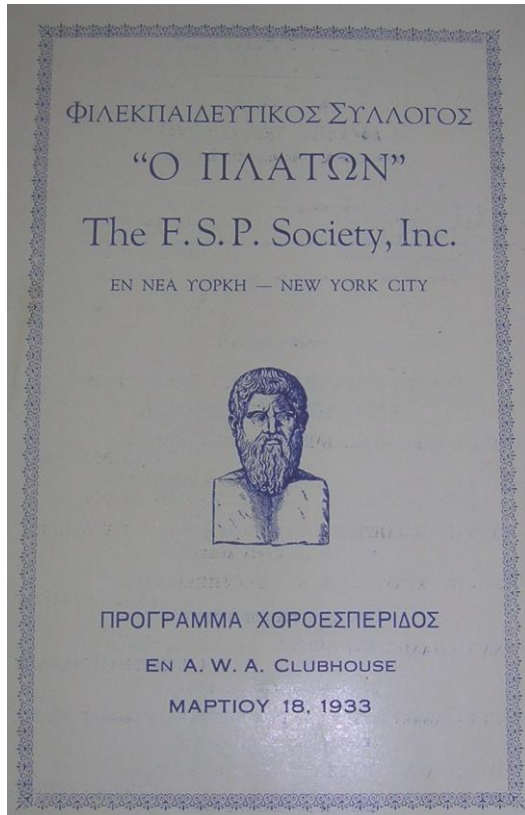 ΦΙΛΕΚΠΑΙΔΕΥΤΙΚΟΣ ΣΥΛΛΟΓΟΣ
“Ο ΠΛΑΤΩΝ”
The F. S. P. Society, Inc.
ΕΝ ΝΕΑ ΥΟΡΚΗ — NEW YORK CITY
ΠΡΟΓΡΑΜΜΑ ΧΟΡΟΕΣΠΕΡΙΔΟΣ
ΕΝ A. W. A. CLUBHOUSE
ΜΑΡΤΙΟΥ 18, 1933